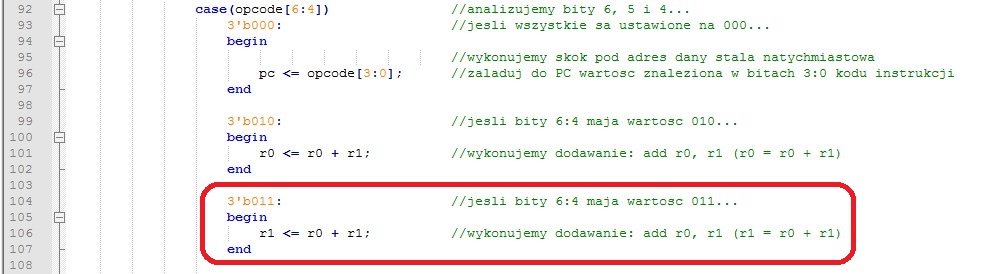 92 case(opcode[6:4]) //analizujemy bity 6, 5 i 4...
93 3'b000: //jesli wszystkie sa ustawione na 000...
94 begin
95 //wykonujemy skok pod adres dany stala natychmiastowa
96 pc <= opcode[3:0]; //zaladuj do PC wartosc znaleziona w bitach 3:0 kodu instrukcji
97 end
98
99 3'b010: //jesli bity 6:4 maja wartosc 010...
100 begin
101 r0 <= r0 + r1; //wykonujemy dodawanie: add r0, r1 (r0 = r0 + r1)
102 end
103
104 3'b011: //jesli bity 6:4 maja wartosc 011...
105 begin
106 r1 <= r0 + r1; //wykonujemy dodawanie: add r0, r1 (r1 = r0 + r1)
107 end
108